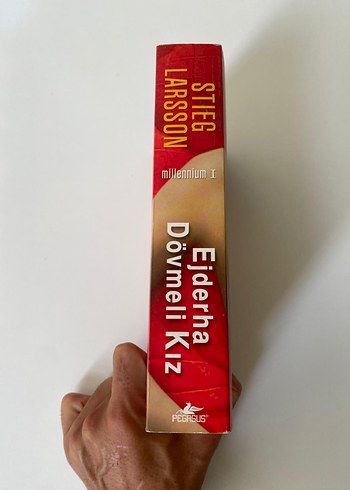 STIEG
LARSSON
millennium I
Ejderha
Dövmeli Kız
PEGASUS